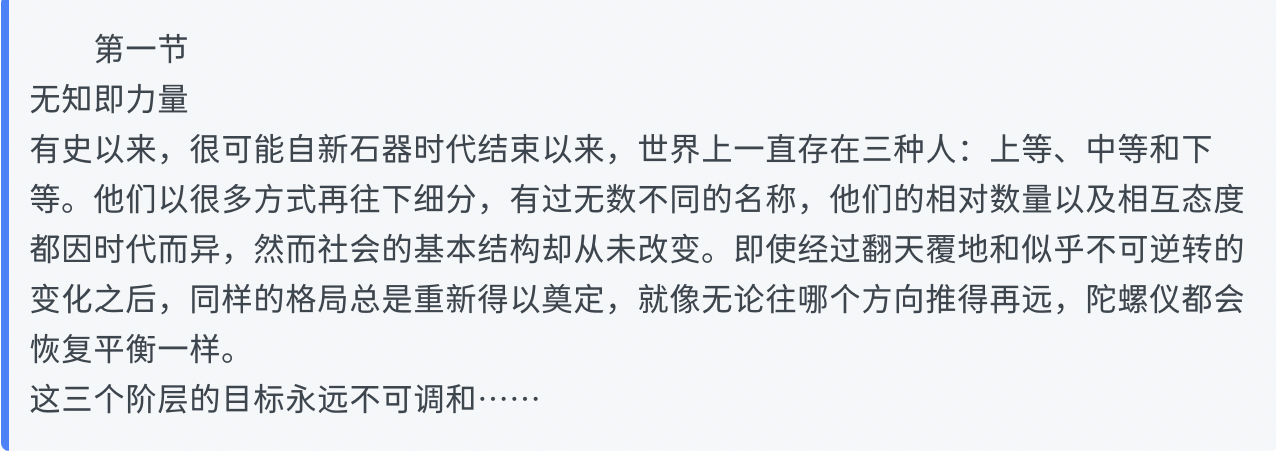 第一节
无知即力量
有史以来，很可能自新石器时代结束以来，世界上一直存在三种人：上等、中等和下
等。他们以很多方式再往下细分，有过无数不同的名称，他们的相对数量以及相互态度
都因时代而异，然而社会的基本结构却从未改变。即使经过翻天覆地和似乎不可逆转的
变化之后，同样的格局总是重新得以奠定，就像无论往哪个方向推得再远，陀螺仪都会
恢复平衡一样。
这三个阶层的目标永远不可调和……